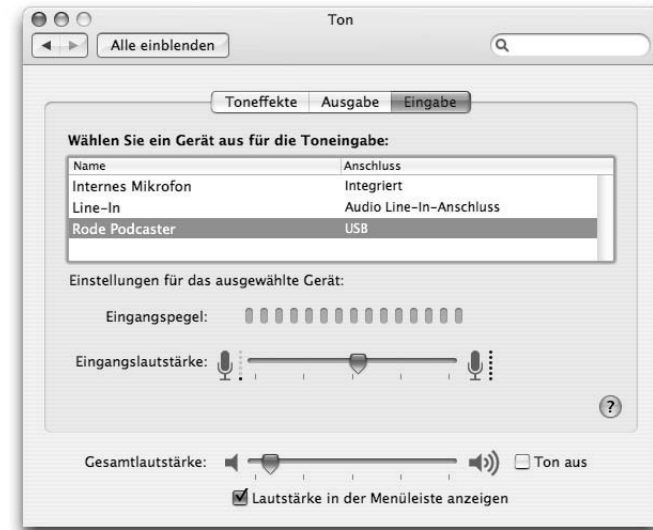 Ton
Alle einblenden
Toneffekte Ausgabe Eingabe
Wählen Sie ein Gerät aus für die Toneingabe:
Name Anschluss
Internes Mikrofon Integriert
Line-In Audio Line-In-Anschluss
Rode Podcaster USB
Einstellungen für das ausgewählte Gerät:
Eingangspegel:
Eingangslautstärke:
?
Gesamtlautstärke: Ton aus
Lautstärke in der Menüleiste anzeigen